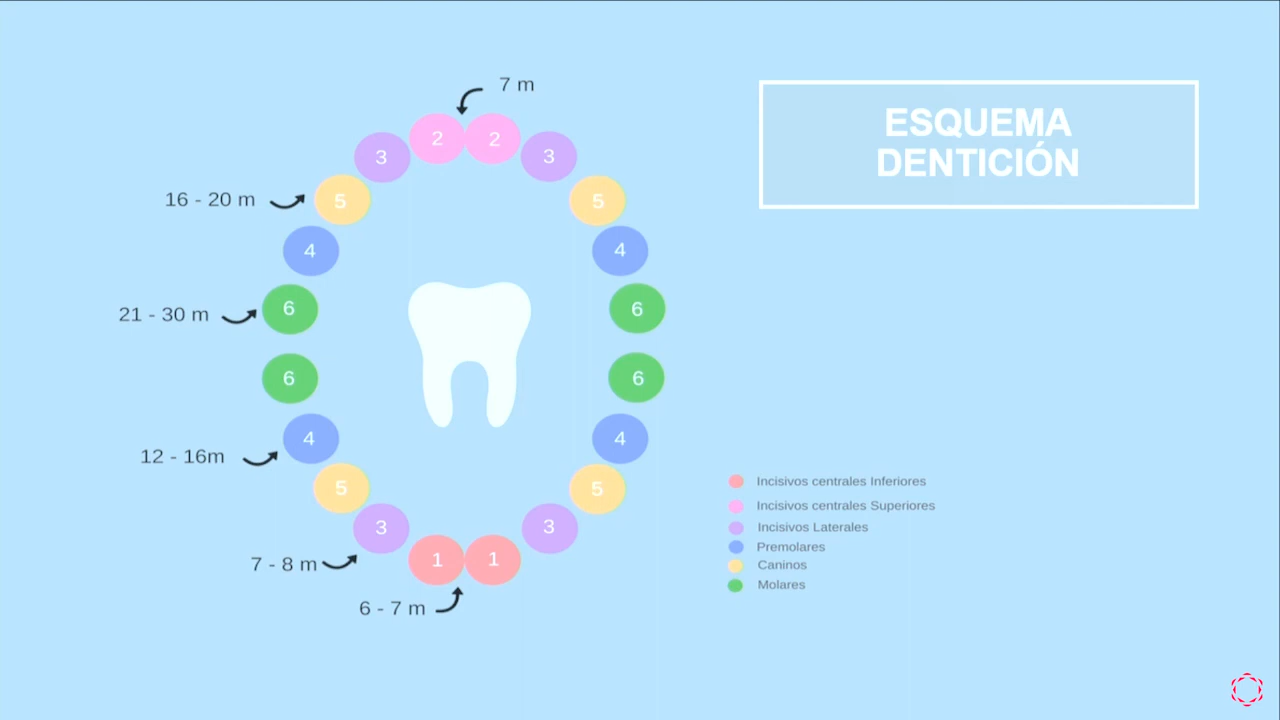 7 m
ESQUEMA
DENTICIÓN
2 2
3 3
16 - 20 m 5 5
4 4
21 - 30 m 6 6
6 6
4 4
12 - 16m
5 5
3 3
7 - 8 m
1 1
6 - 7 m
Incisivos centrales Inferiores
Incisivos centrales Superiores
Incisivos Laterales
Premolares
Caninos
Molares